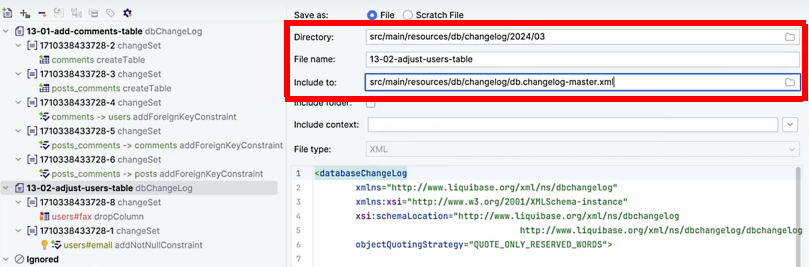 13-01-add-comments-table dbChangeLog
1710338433728-2 changeSet
comments createTable
1710338433728-3 changeSet
posts_comments createTable
1710338433728-4 changeSet
comments -> users addForeignKeyConstraint
1710338433728-5 changeSet
posts_comments -> comments addForeignKeyConstraint
1710338433728-6 changeSet
posts_comments -> posts addForeignKeyConstraint
13-02-adjust-users-table dbChangeLog
1710338433728-8 changeSet
users#fax dropColumn
1710338433728-1 changeSet
users#email addNotNullConstraint
Ignored
Save as: File Scratch File
Directory: src/main/resources/db/changelog/2024/03
File name: 13-02-adjust-users-table
Include to: src/main/resources/db/changelog/db.changelog-master.xml
Include folder:
Include context:
File type: XML
1 <databaseChangeLog
2 xmlns="http://www.liquibase.org/xml/ns/dbchangelog"
3 xmlns:xsi="http://www.w3.org/2001/XMLSchema-instance"
4 xsi:schemaLocation="http://www.liquibase.org/xml/ns/dbchangelog
5 http://www.liquibase.org/xml/ns/dbchangelog/dbchangelog
6 objectQuotingStrategy="QUOTE_ONLY_RESERVED_WORDS">
7